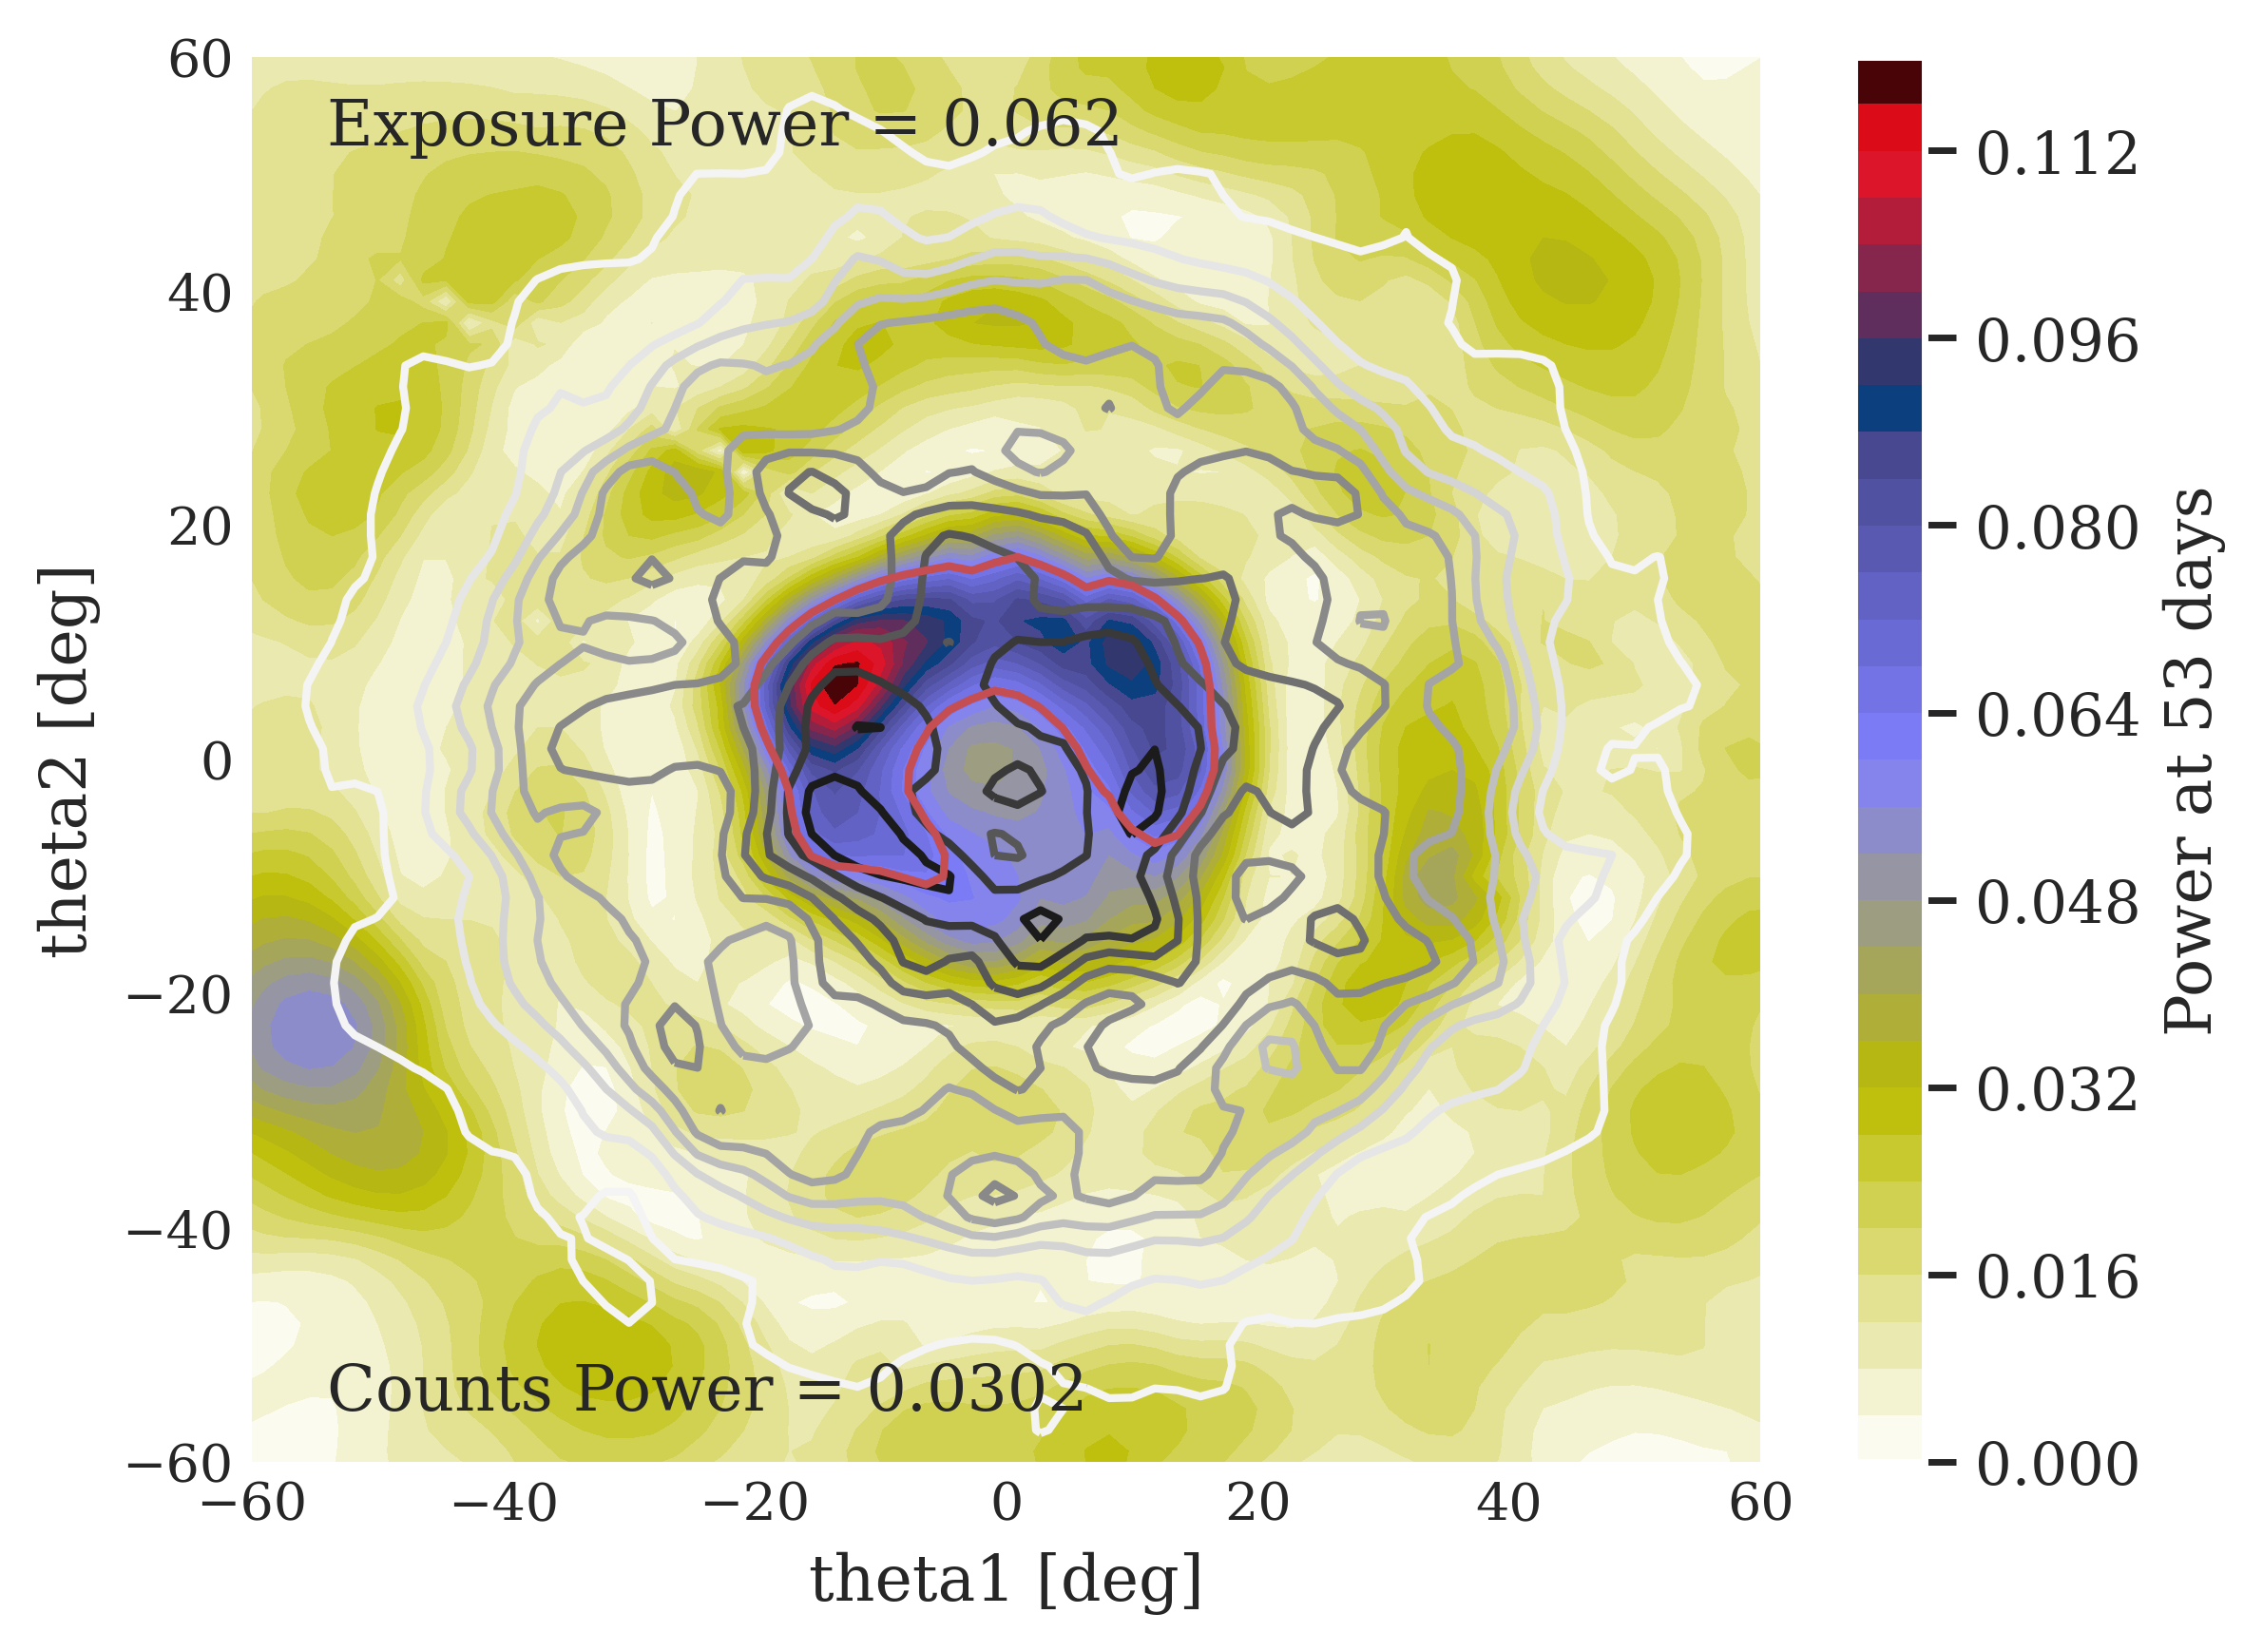 Exposure Power = 0.062
Counts Power = 0.0302
60
40
20
0
−20
−40
−60
theta2 [deg]
−60 −40 −20 0 20 40 60
theta1 [deg]
0.112
0.096
0.080
0.064
0.048
0.032
0.016
0.000
Power at 53 days